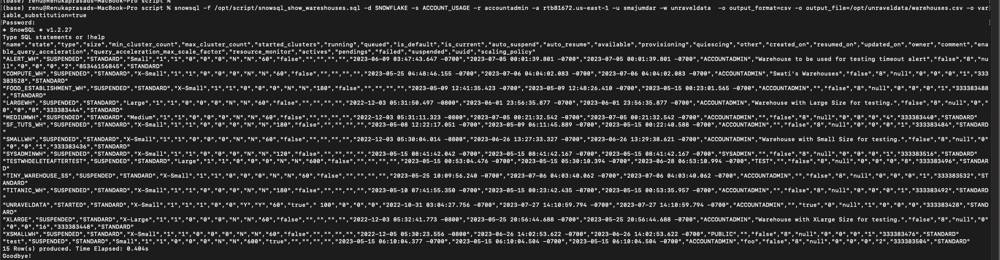 (base) renu@Renukaprasads-MacBook-Pro script %
(base) renu@Renukaprasads-MacBook-Pro script % snowsql -f /opt/script/snowsql_show_warehouses.sql -d SNOWFLAKE -s ACCOUNT_USAGE -r accountadmin -a rtb81672.us-east-1 -u smajumdar -w unraveldata  -o output_format=csv -o output_file=/opt/unraveldata/warehouses.csv -o var
iable_substitution=true
Password:
* SnowSQL * v1.2.27
Type SQL statements or !help
"name","state","type","size","min_cluster_count","max_cluster_count","started_clusters","running","queued","is_default","is_current","auto_suspend","auto_resume","available","provisioning","quiescing","other","created_on","resumed_on","updated_on","owner","comment","ena
ble_query_acceleration","query_acceleration_max_scale_factor","resource_monitor","actives","pendings","failed","suspended","uuid","scaling_policy"
"ALERT_WH","SUSPENDED","STANDARD","Small","1","1","0","0","0","N","N","60","false","","","","","2023-06-09 03:47:43.647 -0700","2023-07-05 00:01:39.801 -0700","2023-07-05 00:01:39.801 -0700","ACCOUNTADMIN","Warehouse to be used for testing timeout alert","false","8","nu
ll","0","0","0","2","85346156845","STANDARD"
"COMPUTE_WH","SUSPENDED","STANDARD","X-Small","1","1","0","0","0","N","N","60","false","","","","","2023-05-25 04:48:46.155 -0700","2023-07-06 04:04:02.083 -0700","2023-07-06 04:04:02.083 -0700","ACCOUNTADMIN","Swati's Warehouses","false","8","null","0","0","0","1","333
383528","STANDARD"
"FOOD_ESTABLISHMENT_WH","SUSPENDED","STANDARD","X-Small","1","1","0","0","0","N","N","180","false","","","","","2023-05-09 12:41:35.423 -0700","2023-05-09 12:48:26.410 -0700","2023-05-15 00:23:01.565 -0700","ACCOUNTADMIN","","false","8","null","0","0","0","1","333383488
","STANDARD"
"LARGEWH","SUSPENDED","STANDARD","Large","1","1","0","0","0","N","N","60","false","","","","","2022-12-03 05:31:50.497 -0800","2023-06-01 23:56:35.877 -0700","2023-06-01 23:56:35.877 -0700","ACCOUNTADMIN","Warehouse with Large Size for testing.","false","8","null","0","
0","0","8","333383444","STANDARD"
"MEDIUMWH","SUSPENDED","STANDARD","Medium","1","1","0","0","0","N","N","60","false","","","","","2022-12-03 05:31:11.323 -0800","2023-07-05 00:21:32.542 -0700","2023-07-05 00:21:32.542 -0700","ACCOUNTADMIN","","false","8","null","0","0","0","4","333383440","STANDARD"
"SF_TUTS_WH","SUSPENDED","STANDARD","X-Small","1","1","0","0","0","N","N","180","false","","","","","2023-05-08 12:22:17.051 -0700","2023-05-09 06:11:45.889 -0700","2023-05-15 00:22:40.588 -0700","ACCOUNTADMIN","","false","8","null","0","0","0","1","333383484","STANDARD
"
"SMALLWH","SUSPENDED","STANDARD","X-Small","1","1","0","0","0","N","N","60","false","","","","","2022-12-03 05:30:04.014 -0800","2023-06-26 13:27:33.327 -0700","2023-06-26 13:29:38.621 -0700","ACCOUNTADMIN","Warehouse with Small Size for testing.","false","8","null","0"
,"0","0","1","333383436","STANDARD"
"SYSADMINWH","SUSPENDED","STANDARD","X-Small","1","1","0","0","0","N","N","120","false","","","","","2023-05-15 08:41:42.042 -0700","2023-05-15 08:41:42.167 -0700","2023-05-15 08:41:42.167 -0700","SYSADMIN","","false","8","null","0","0","0","1","333383516","STANDARD"
"TESTWHDELETEAFTERTEST","SUSPENDED","STANDARD","Large","1","1","0","0","0","N","N","600","false","","","","","2023-05-15 00:53:04.476 -0700","2023-05-15 05:30:10.394 -0700","2023-06-28 06:53:10.994 -0700","TEST","","false","8","null","0","0","0","8","333383496","STANDAR
D"
"TINY_WAREHOUSE_SS","SUSPENDED","STANDARD","X-Small","1","1","0","0","0","N","N","60","false","","","","","2023-05-25 10:09:56.240 -0700","2023-07-06 04:03:40.062 -0700","2023-07-06 04:03:40.062 -0700","ACCOUNTADMIN","","false","8","null","0","0","0","1","333383532","ST
ANDARD"
"TITANIC_WH","SUSPENDED","STANDARD","X-Small","1","1","0","0","0","N","N","180","false","","","","","2023-05-10 07:41:55.350 -0700","2023-05-15 00:23:42.435 -0700","2023-05-15 00:53:35.957 -0700","ACCOUNTADMIN","","false","8","null","0","0","0","1","333383492","STANDARD
"
"UNRAVELDATA","STARTED","STANDARD","X-Small","1","1","1","0","0","Y","Y","60","true"," 100","0","0","0","2022-10-31 03:04:27.756 -0700","2023-07-27 14:10:59.794 -0700","2023-07-27 14:10:59.794 -0700","ACCOUNTADMIN","","true","0","null","1","0","0","0","333383428","STAND
ARD"
"XLARGE","SUSPENDED","STANDARD","X-Large","1","1","0","0","0","N","N","60","false","","","","","2022-12-03 05:32:41.773 -0800","2023-05-25 20:56:44.688 -0700","2023-05-25 20:56:44.688 -0700","ACCOUNTADMIN","Warehouse with XLarge Size for testing.","false","8","null","0"
,"0","0","16","333383448","STANDARD"
"XSMALLWH","SUSPENDED","STANDARD","X-Small","1","1","0","0","0","N","N","60","false","","","","","2022-12-05 05:30:23.556 -0800","2023-06-26 14:02:53.622 -0700","2023-06-26 14:02:53.622 -0700","PUBLIC","","false","8","null","0","0","0","1","333383476","STANDARD"
"test","SUSPENDED","STANDARD","Small","1","1","0","0","0","N","N","600","true","","","","","2023-05-15 06:10:04.377 -0700","2023-05-15 06:10:04.504 -0700","2023-05-15 06:10:04.504 -0700","ACCOUNTADMIN","foo","false","8","null","0","0","0","2","333383504","STANDARD"
15 Row(s) produced. Time Elapsed: 0.404s
Goodbye!